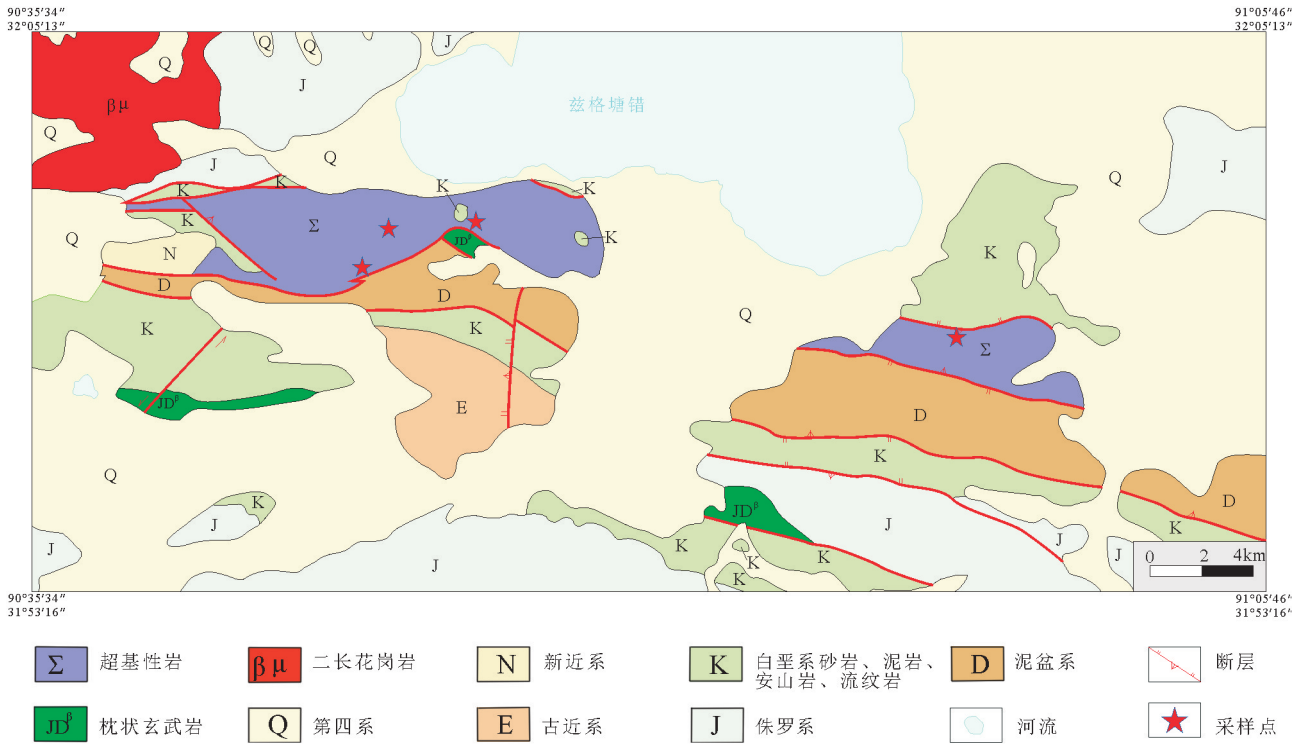 90°35′34″
32°05′13″
91°05′46″
32°05′13″
Q
Q
J
Q
J
βμ
兹格塘错
Q
Q
J
J
Q
K
K
K
K
K
Σ
K
Q
N
JDβ
K
D
D
K
K
Q
Σ
K
JDβ
E
D
K
Q
K
J
JDβ
J
D
K
J
J
J
K
K
K
K
J
0 2 4km
90°35′34″
31°53′16″
91°05′46″
31°53′16″
Σ 超基性岩
βμ 二长花岗岩
N 新近系
K 白垩系砂岩、泥岩、
安山岩、流纹岩
D 泥盆系
断层
JDβ 枕状玄武岩
Q 第四系
E 古近系
J 侏罗系
河流
采样点